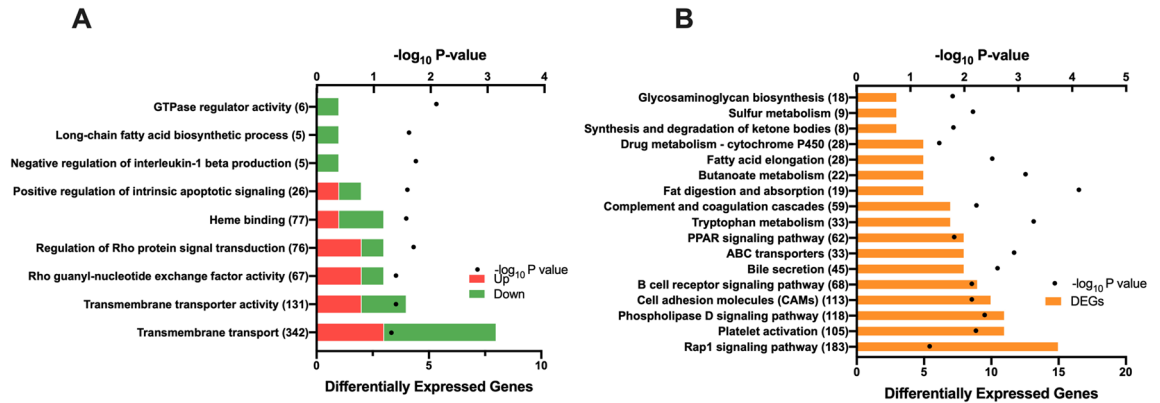 A
-log10 P-value
0 1 2 3 4
GTPase regulator activity (6)
Long-chain fatty acid biosynthetic process (5)
Negative regulation of interleukin-1 beta production (5)
Positive regulation of intrinsic apoptotic signaling (26)
Heme binding (77)
Regulation of Rho protein signal transduction (76)
Rho guanyl-nucleotide exchange factor activity (67)
Transmembrane transporter activity (131)
Transmembrane transport (342)
-log10 P value
Up
Down
0 5 10
Differentially Expressed Genes
B
-log10 P-value
0 1 2 3 4 5
Glycosaminoglycan biosynthesis (18)
Sulfur metabolism (9)
Synthesis and degradation of ketone bodies (8)
Drug metabolism - cytochrome P450 (28)
Fatty acid elongation (28)
Butanoate metabolism (22)
Fat digestion and absorption (19)
Complement and coagulation cascades (59)
Tryptophan metabolism (33)
PPAR signaling pathway (62)
ABC transporters (33)
Bile secretion (45)
B cell receptor signaling pathway (68)
Cell adhesion molecules (CAMs) (113)
Phospholipase D signaling pathway (118)
Platelet activation (105)
Rap1 signaling pathway (183)
-log10 P value
DEGs
0 5 10 15 20
Differentially Expressed Genes